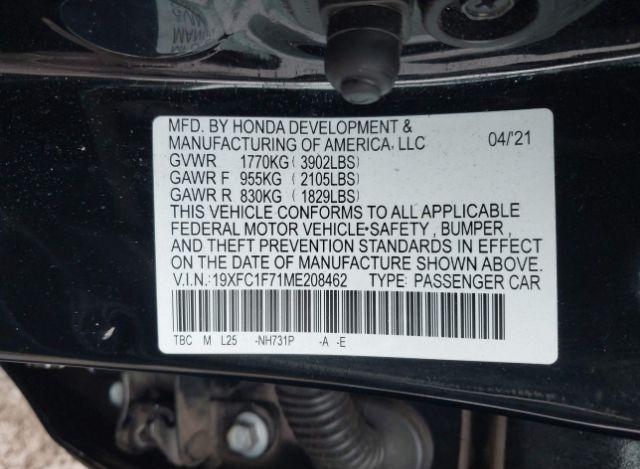 MFD. BY HONDA DEVELOPMENT &
MANUFACTURING OF AMERICA, LLC 04/'21
GVWR 1770KG ( 3902LBS)
GAWR F 955KG ( 2105LBS)
GAWR R 830KG ( 1829LBS)
THIS VEHICLE CONFORMS TO ALL APPLICABLE
FEDERAL MOTOR VEHICLE SAFETY, BUMPER,
AND THEFT PREVENTION STANDARDS IN EFFECT
ON THE DATE OF MANUFACTURE SHOWN ABOVE.
V.I.N.: 19XFC1F71ME208462 TYPE: PASSENGER CAR
TBC M L25 -NH731P -A -E